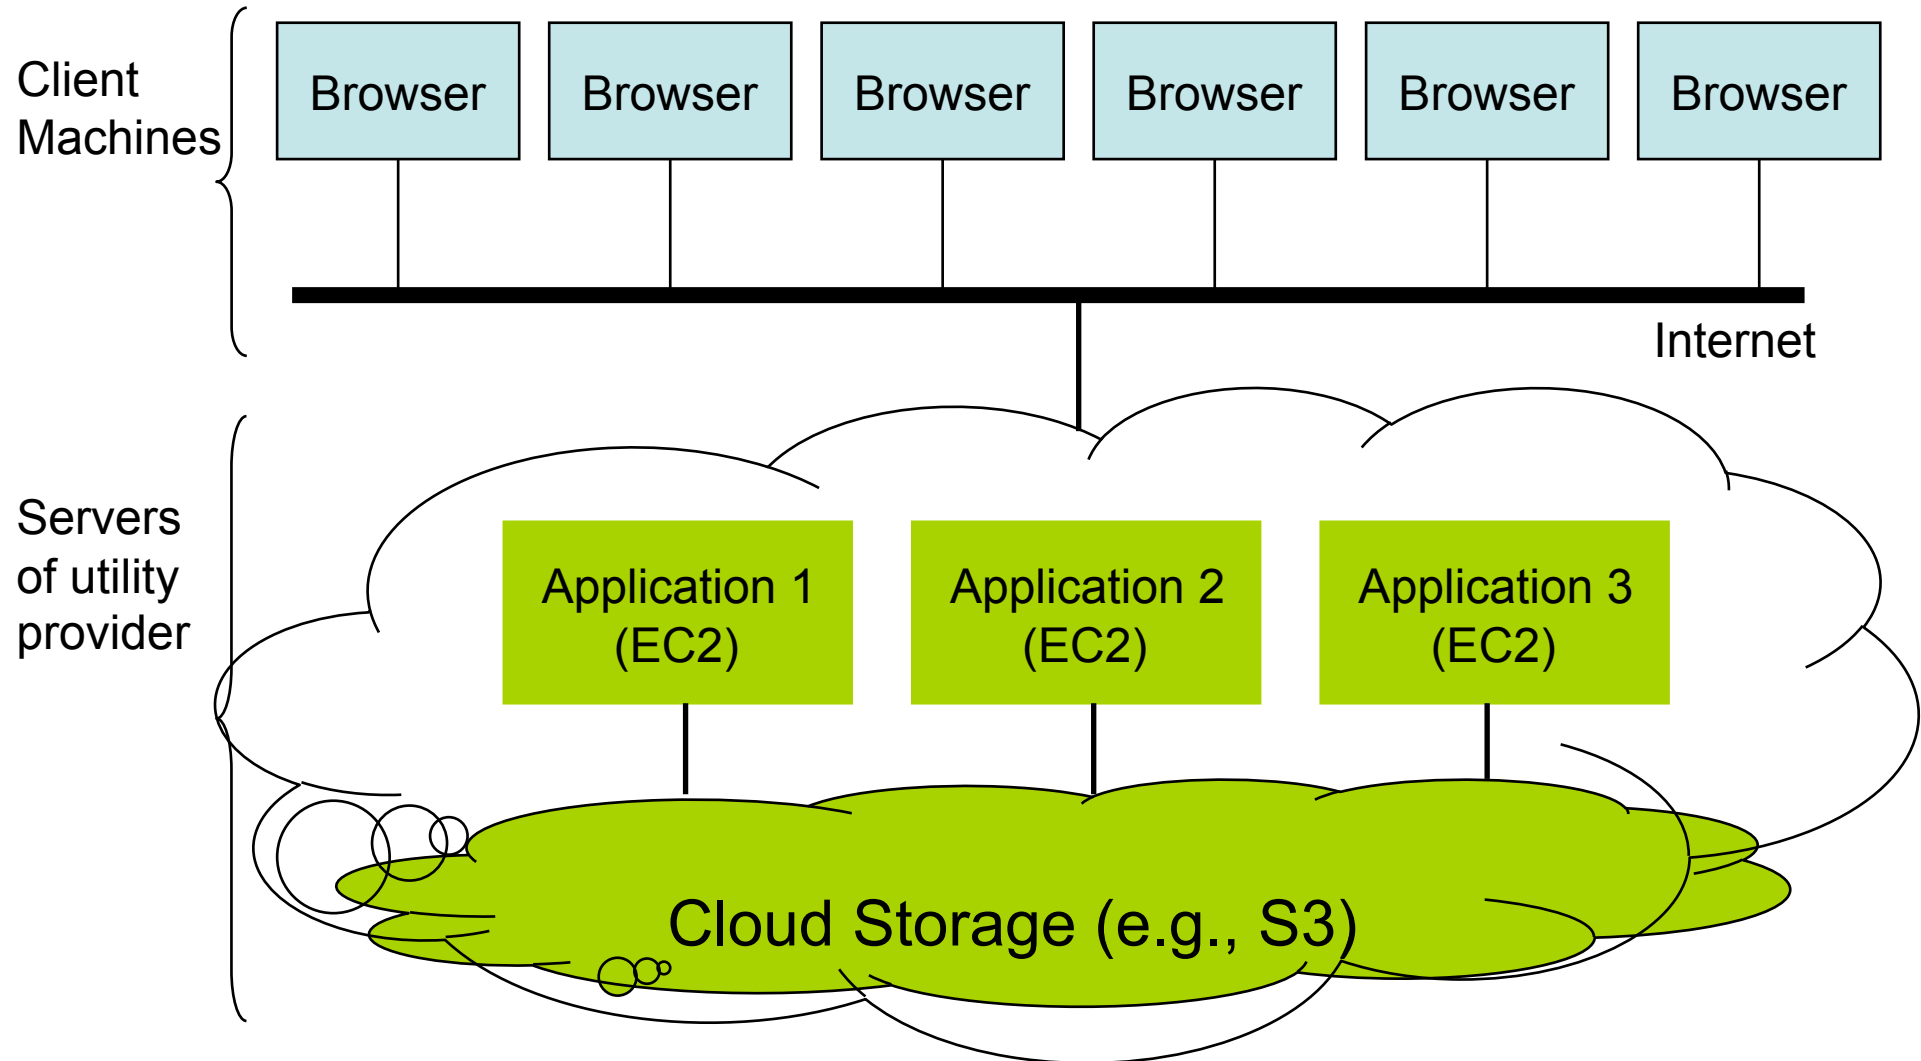 Client
Machines
Browser
Browser
Browser
Browser
Browser
Browser
Internet
Servers
of utility
provider
Application 1
(EC2)
Application 2
(EC2)
Application 3
(EC2)
Cloud Storage (e.g., S3)